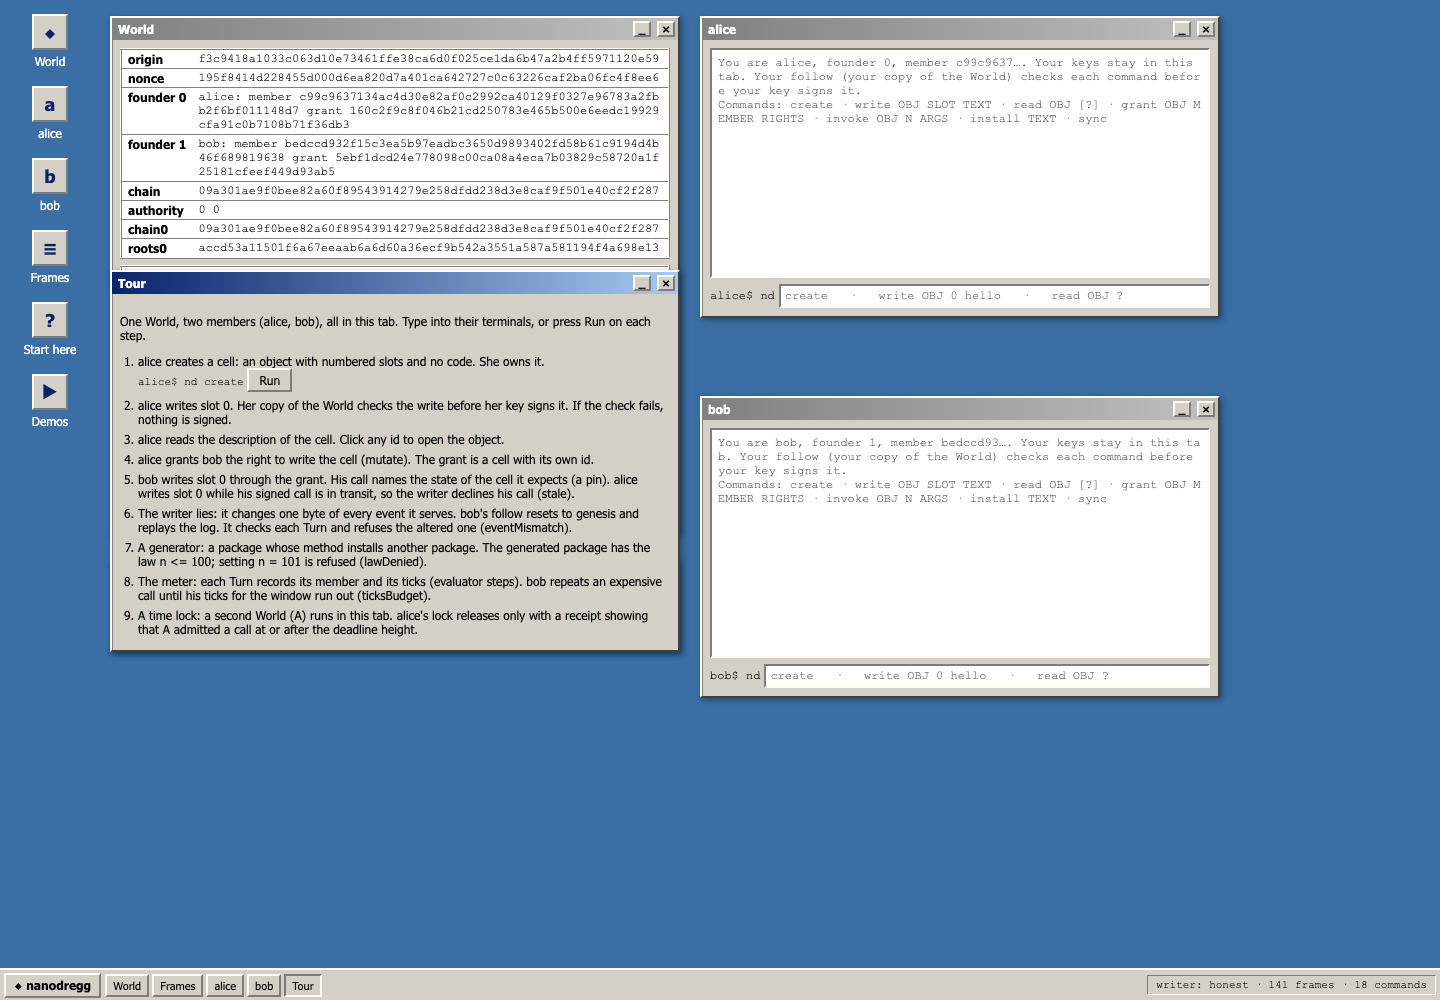 World
a
alice
b
bob
Frames
?
Start here
Demos
World
origin f3c9418a1033c063d10e73461ffe38ca6d0f025ce1da6b47a2b4ff5971120e59
nonce 195f8414d228455d000d6ea820d7a401ca642727c0c63226caf2ba06fc4f8ee6
founder 0 alice: member c99c9637134ac4d30e82af0c2992ca40129f0327e96783a2fb
b2f6bf011148d7 grant 160c2f9c8f046b21cd250783e465b500e6eedc19929
cfa91c0b7108b71f36db3
founder 1 bob: member bedccd932f15c3ea5b97eadbc3650d9893402fd58b61c9194d4b
46f689819638 grant 5ebf1dcd24e778098c00ca08a4eca7b03829c58720a1f
25181cfeef449d93ab5
chain 09a301ae9f0bee82a60f89543914279e258dfdd238d3e8caf9f501e40cf2f287
authority 0 0
chain0 09a301ae9f0bee82a60f89543914279e258dfdd238d3e8caf9f501e40cf2f287
roots0 accd53a11501f6a67eeaab6a6d60a36ecf9b542a3551a587a581194f4a698e13
Tour
One World, two members (alice, bob), all in this tab. Type into their terminals, or press Run on each
step.
1. alice creates a cell: an object with numbered slots and no code. She owns it.
alice$ nd create Run
2. alice writes slot 0. Her copy of the World checks the write before her key signs it. If the check fails,
nothing is signed.
3. alice reads the description of the cell. Click any id to open the object.
4. alice grants bob the right to write the cell (mutate). The grant is a cell with its own id.
5. bob writes slot 0 through the grant. His call names the state of the cell it expects (a pin). alice
writes slot 0 while his signed call is in transit, so the writer declines his call (stale).
6. The writer lies: it changes one byte of every event it serves. bob's follow resets to genesis and
replays the log. It checks each Turn and refuses the altered one (eventMismatch).
7. A generator: a package whose method installs another package. The generated package has the
law n <= 100; setting n = 101 is refused (lawDenied).
8. The meter: each Turn records its member and its ticks (evaluator steps). bob repeats an expensive
call until his ticks for the window run out (ticksBudget).
9. A time lock: a second World (A) runs in this tab. alice's lock releases only with a receipt showing
that A admitted a call at or after the deadline height.
alice
You are alice, founder 0, member c99c9637…. Your keys stay in this
tab. Your follow (your copy of the World) checks each command befor
e your key signs it.
Commands: create · write OBJ SLOT TEXT · read OBJ [?] · grant OBJ M
EMBER RIGHTS · invoke OBJ N ARGS · install TEXT · sync
alice$ nd create · write OBJ 0 hello · read OBJ ?
bob
You are bob, founder 1, member bedccd93…. Your keys stay in this ta
b. Your follow (your copy of the World) checks each command before
your key signs it.
Commands: create · write OBJ SLOT TEXT · read OBJ [?] · grant OBJ M
EMBER RIGHTS · invoke OBJ N ARGS · install TEXT · sync
bob$ nd create · write OBJ 0 hello · read OBJ ?
nanodregg World Frames alice bob Tour
writer: honest · 141 frames · 18 commands